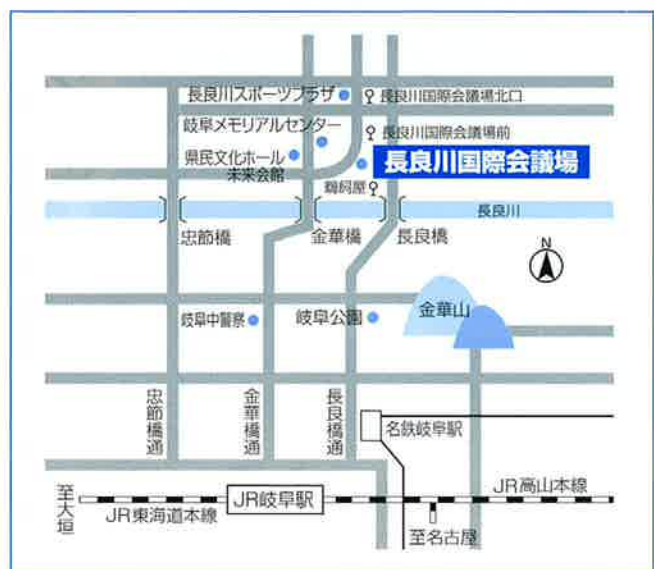 長良川スポーツプラザ
長良川国際会議場北口
岐阜メモリアルセンター
長良川国際会議場前
県民文化ホール
未来会館
長良川国際会議場
鵜飼屋
長良川
忠節橋
金華橋
長良橋
N
金華山
岐阜中警察
岐阜公園
忠節橋通
金華橋通
長良橋通
名鉄岐阜駅
至大垣
JR岐阜駅
JR高山本線
JR東海道本線
至名古屋